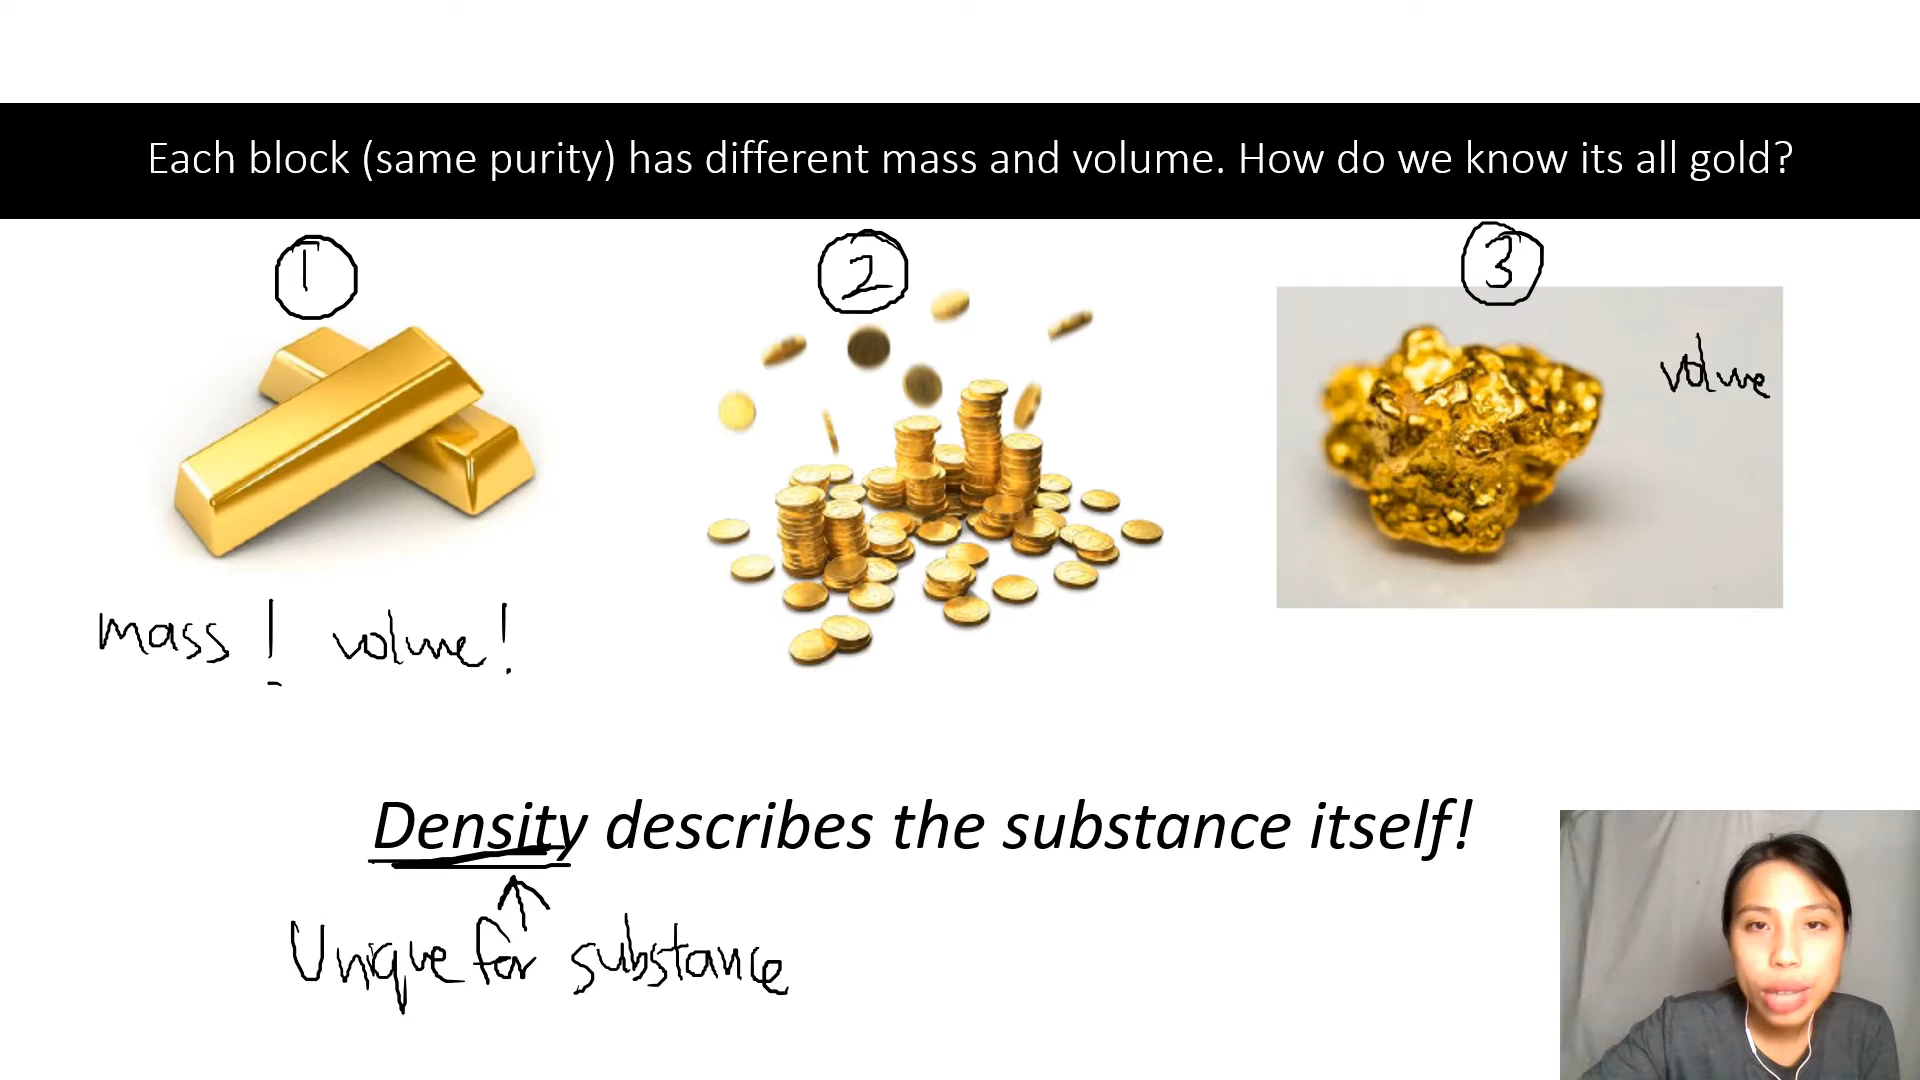 Each block (same purity) has different mass and volume. How do we know its all gold?
1
2
3
volume
mass ! volume !
Density describes the substance itself!
Unique for substance